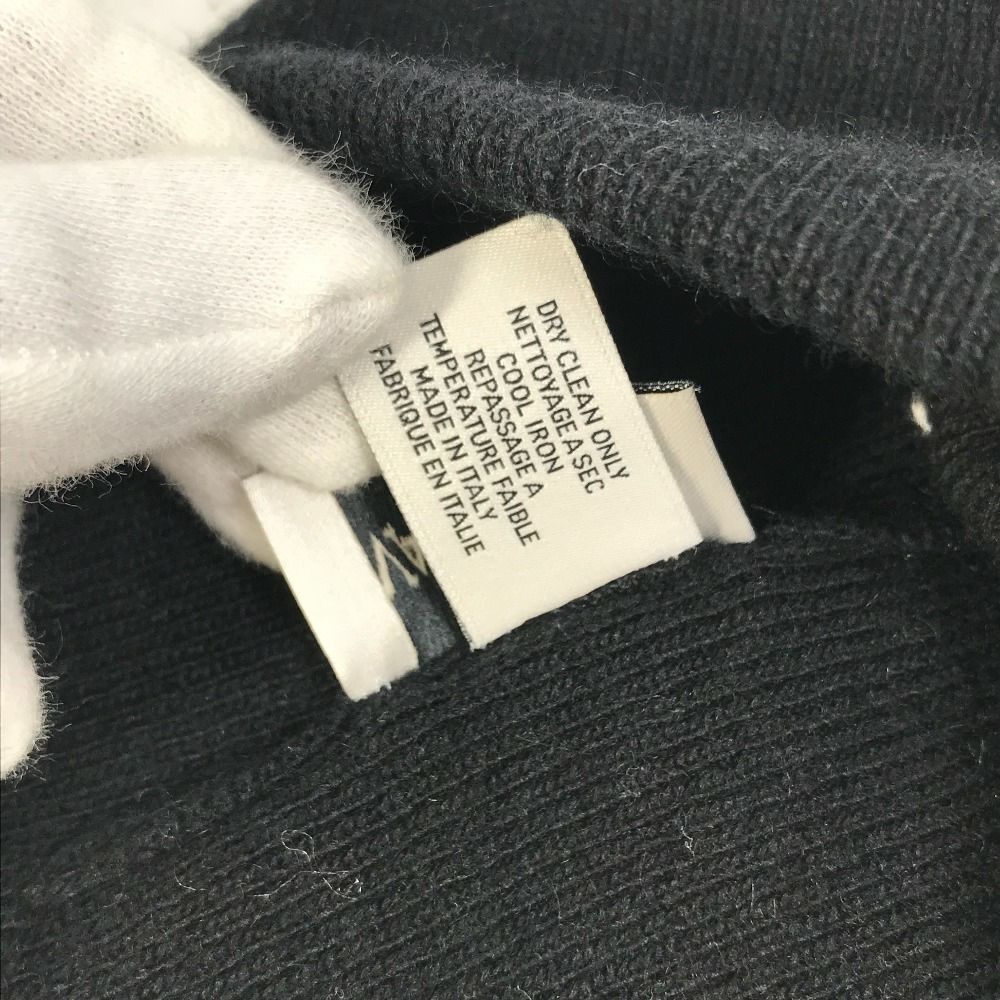 DRY CLEAN ONLY
NETTOYAGE A SEC
COOL IRON
REPASSAGE A
TEMPERATURE FAIBLE
MADE IN ITALY
FABRIQUE EN ITALIE